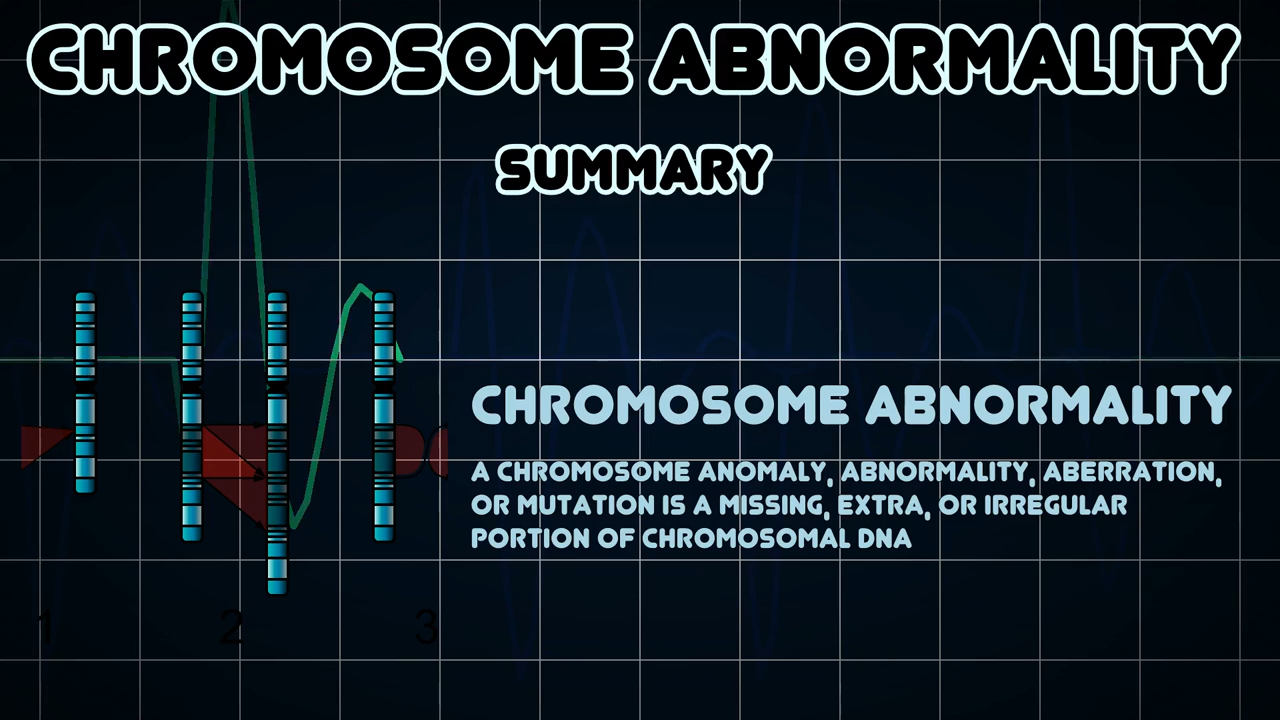 CHROMOSOME ABNORMALITY
SUMMARY
CHROMOSOME ABNORMALITY
A CHROMOSOME ANOMALY, ABNORMALITY, ABERRATION,
OR MUTATION IS A MISSING, EXTRA, OR IRREGULAR
PORTION OF CHROMOSOMAL DNA
1 2 3